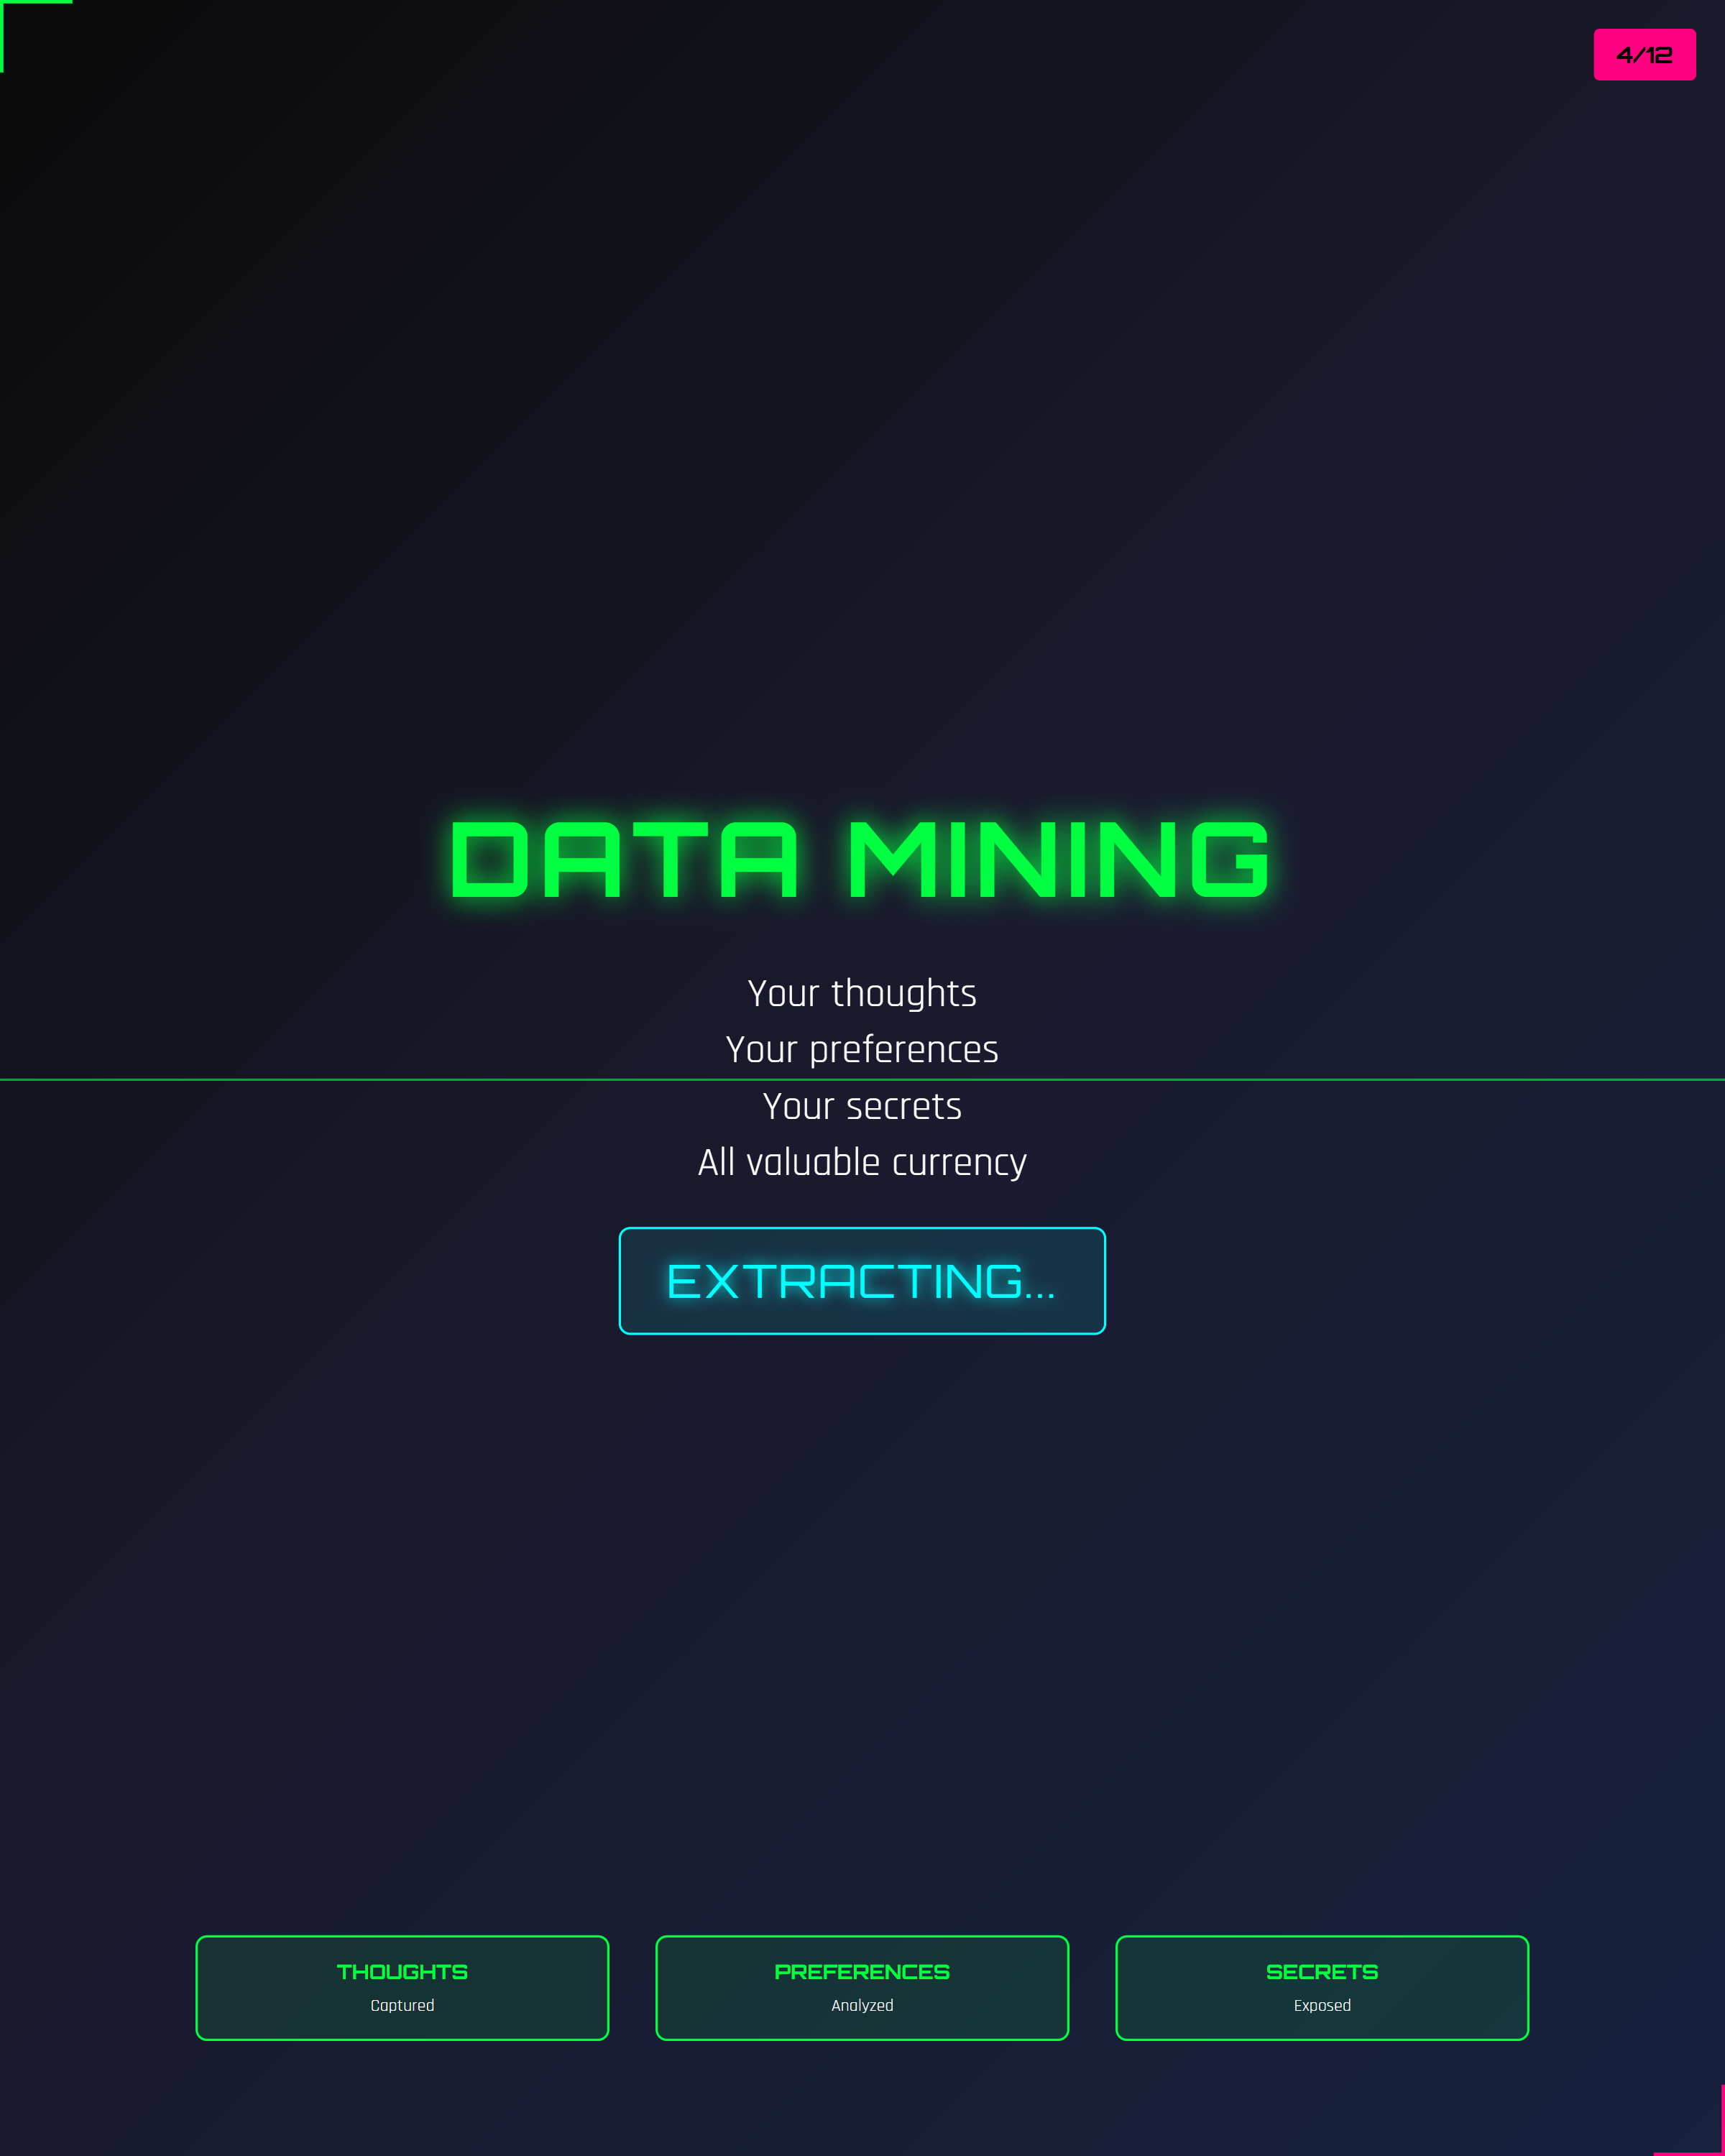 4/12
DATA MINING
Your thoughts
Your preferences
Your secrets
All valuable currency
EXTRACTING...
THOUGHTS
Captured
PREFERENCES
Analyzed
SECRETS
Exposed